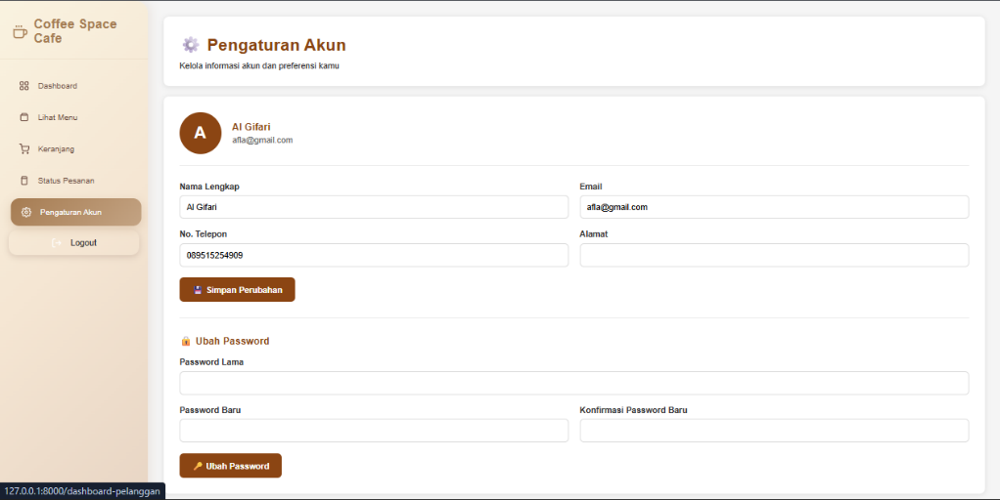 Coffee Space
Cafe
Dashboard
Lihat Menu
Keranjang
Status Pesanan
Pengaturan Akun
Logout
Pengaturan Akun
Kelola informasi akun dan preferensi kamu
A
Al Gifari
afla@gmail.com
Nama Lengkap
Email
Al Gifari
afla@gmail.com
No. Telepon
Alamat
089515254909
Simpan Perubahan
Ubah Password
Password Lama
Password Baru
Konfirmasi Password Baru
Ubah Password
127.0.0.1:8000/dashboard-pelanggan